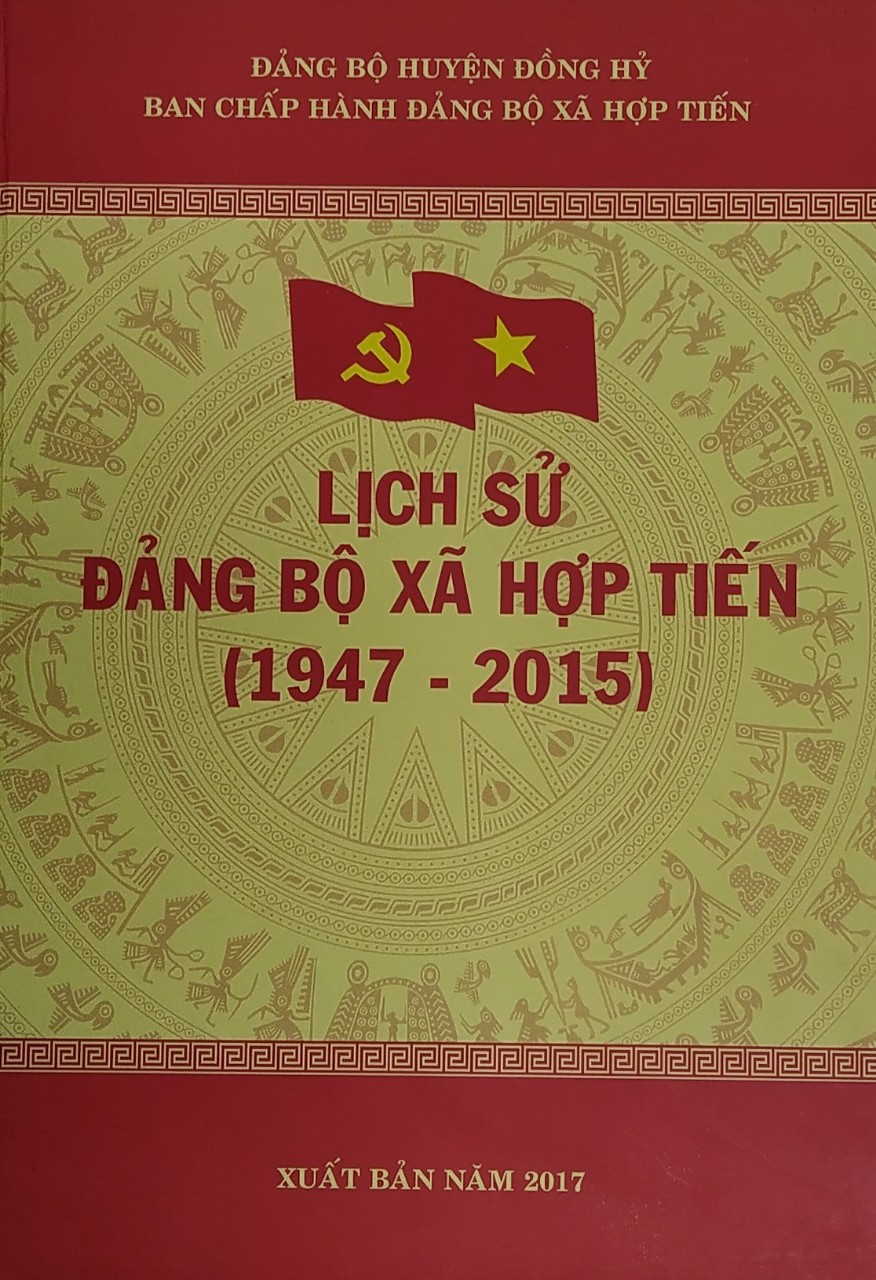 ĐẢNG BỘ HUYỆN ĐỒNG HỶ
BAN CHẤP HÀNH ĐẢNG BỘ XÃ HỢP TIẾN
LỊCH SỬ
ĐẢNG BỘ XÃ HỢP TIẾN
(1947 - 2015)
XUẤT BẢN NĂM 2017